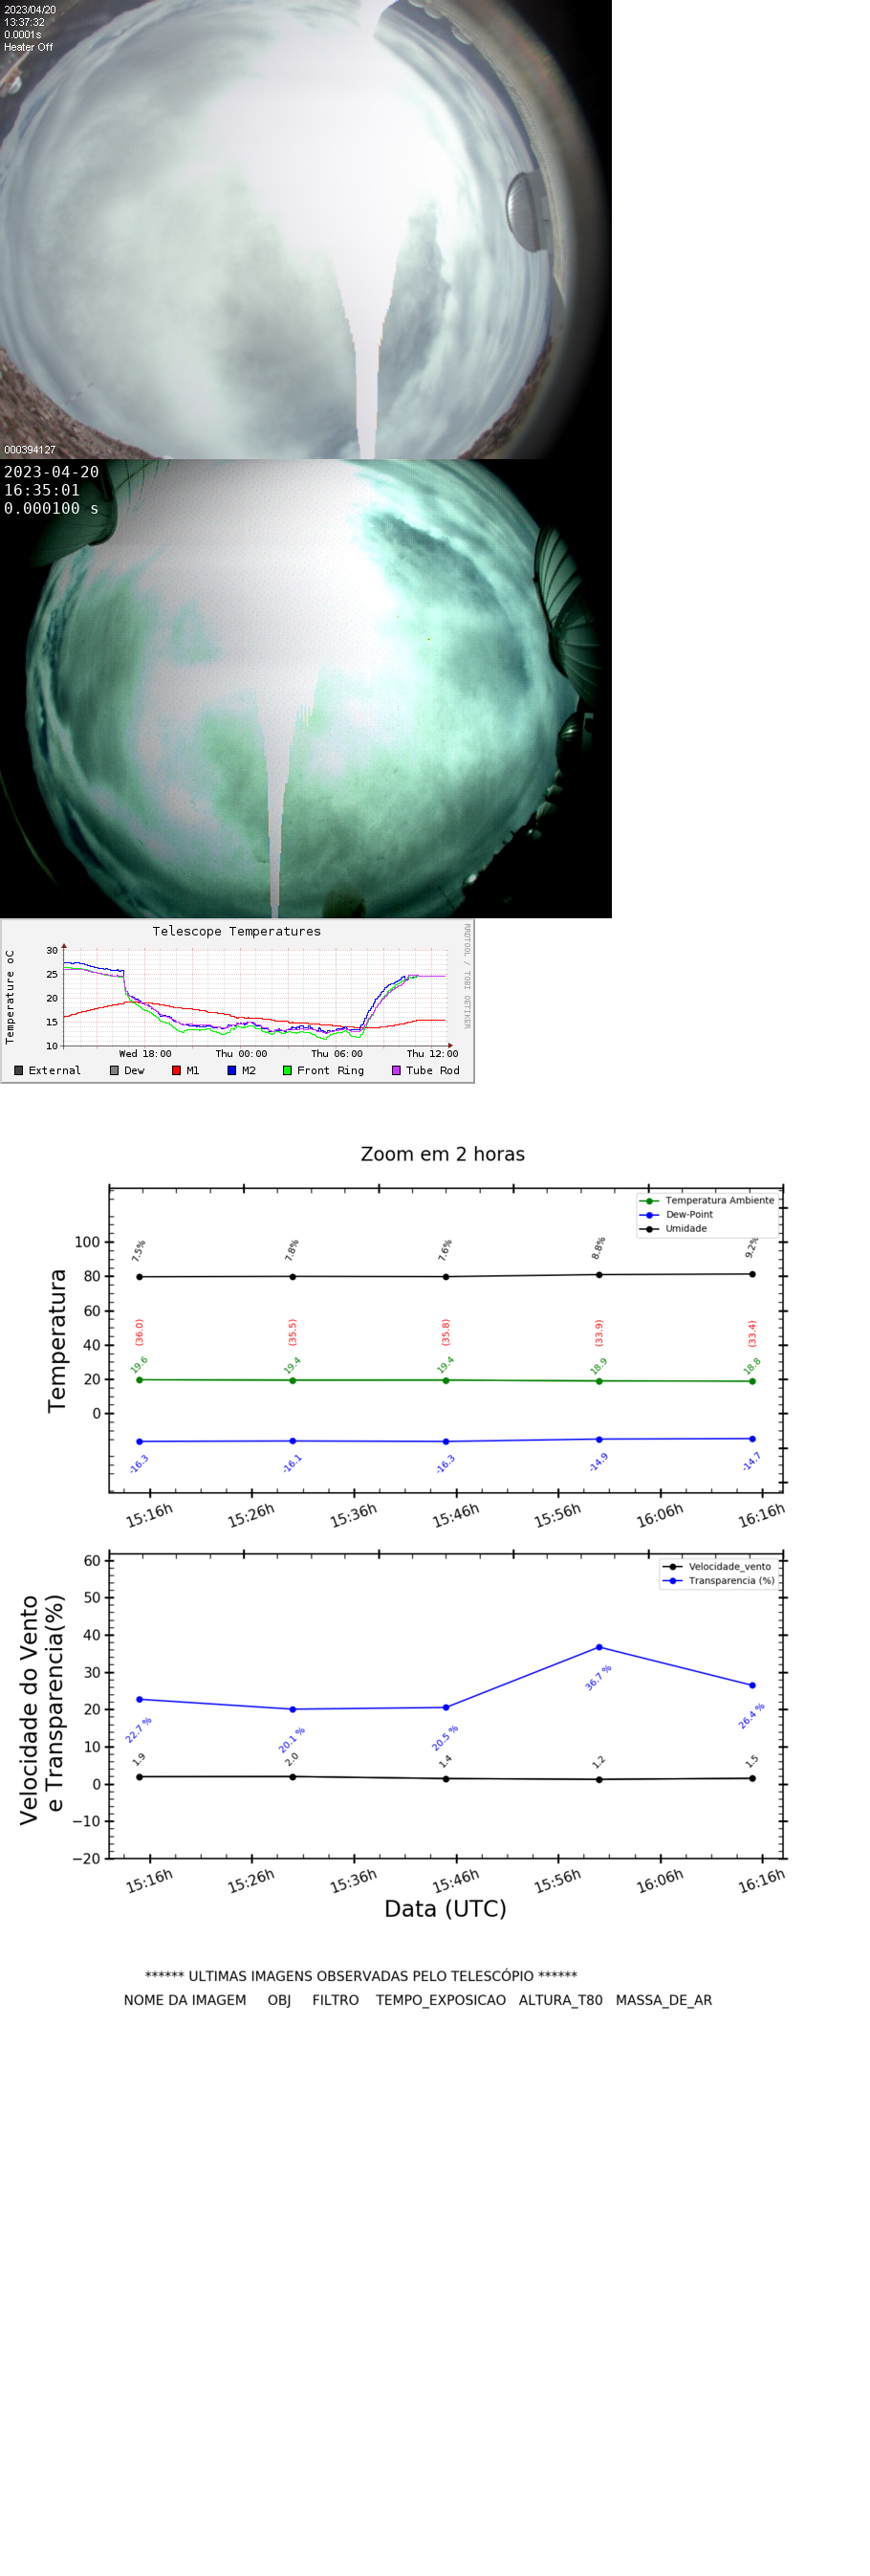 2023/04/20
13:37:32
0.0001s
Heater Off
000394127
2023-04-20
16:35:01
0.000100 s
Telescope Temperatures
RRDTOOL / TOBI OETIKER
Temperature oC
30
25
20
15
10
Wed 18:00 Thu 00:00 Thu 06:00 Thu 12:00
External Dew M1 M2 Front Ring Tube Rod
Zoom em 2 horas
Temperatura Ambiente
Dew-Point
Umidade
Temperatura
100
80
60
40
20
0
7.5% 7.8% 7.6% 8.8% 9.2%
(36.0) (35.5) (35.8) (33.9) (33.4)
19.6 19.4 19.4 18.9 18.8
-16.3 -16.1 -16.3 -14.9 -14.7
15:16h 15:26h 15:36h 15:46h 15:56h 16:06h 16:16h
Velocidade_vento
Transparencia (%)
Velocidade do Vento
e Transparencia(%)
60
50
40
30
20
10
0
−10
−20
22.7 % 20.1 % 20.5 % 36.7 % 26.4 %
1.9 2.0 1.4 1.2 1.5
15:16h 15:26h 15:36h 15:46h 15:56h 16:06h 16:16h
Data (UTC)
****** ULTIMAS IMAGENS OBSERVADAS PELO TELESCÓPIO ******
NOME DA IMAGEM OBJ FILTRO TEMPO_EXPOSICAO ALTURA_T80 MASSA_DE_AR